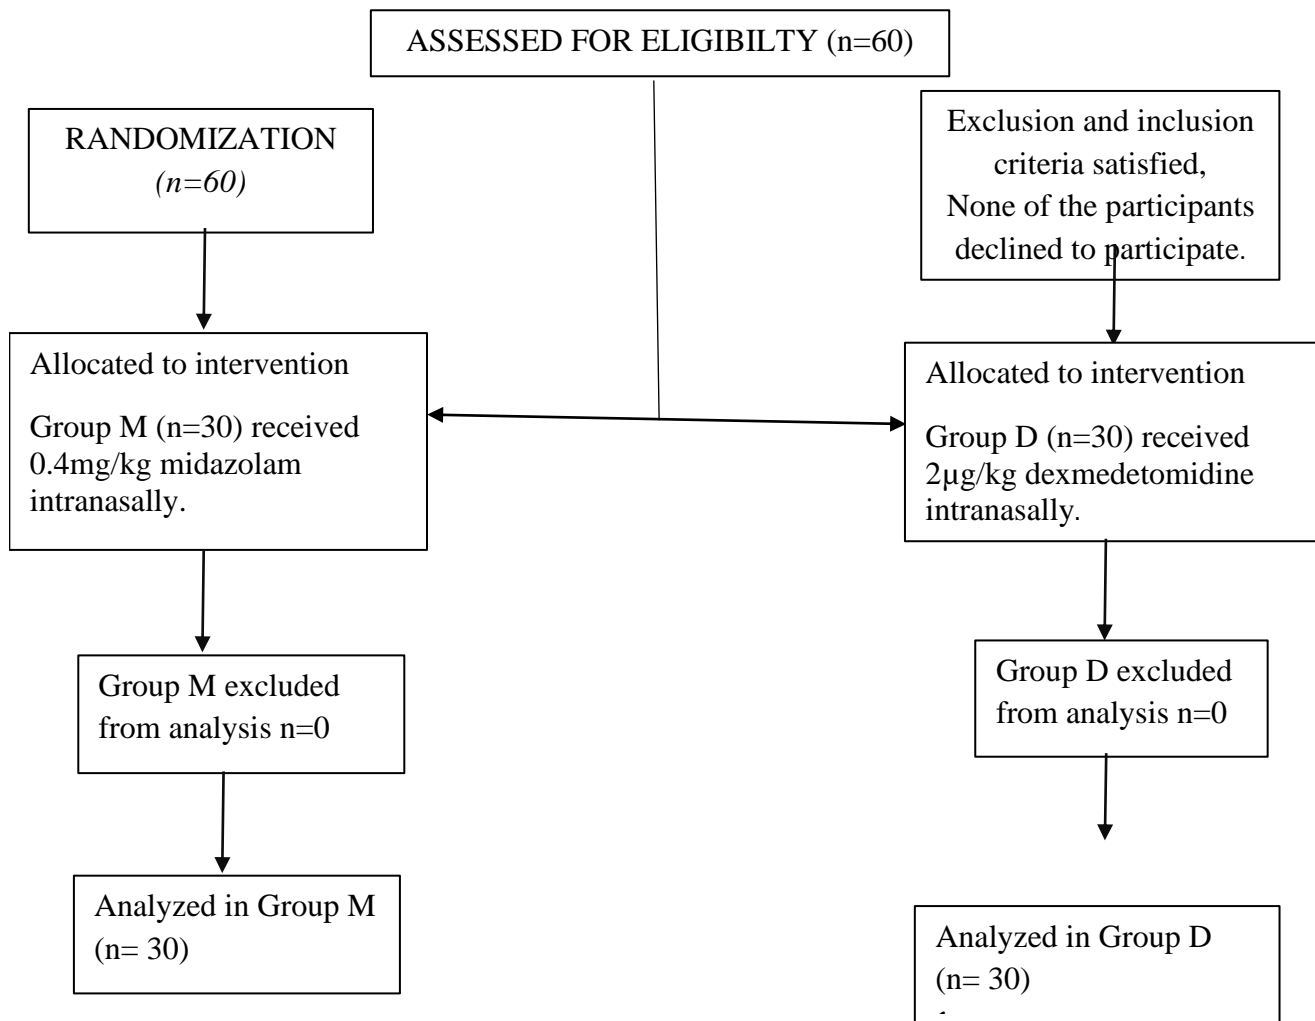 ASSESSED FOR ELIGIBILTY (n=60)
RANDOMIZATION
(n=60)
Exclusion and inclusion
criteria satisfied,
None of the participants
declined to participate.
Allocated to intervention
Group M (n=30) received
0.4mg/kg midazolam
intranasally.
Allocated to intervention
Group D (n=30) received
2µg/kg dexmedetomidine
intranasally.
Group M excluded
from analysis n=0
Group D excluded
from analysis n=0
Analyzed in Group M
(n= 30)
Analyzed in Group D
(n= 30)